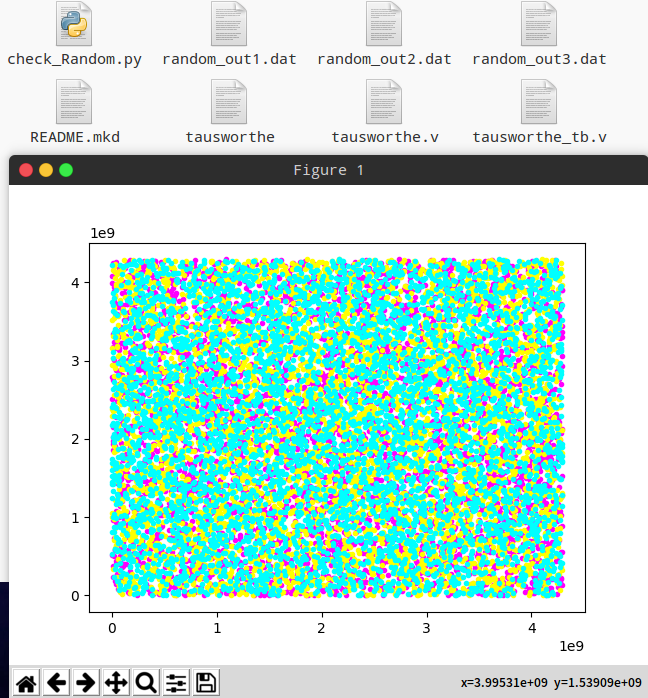 check_Random.py random_out1.dat random_out2.dat random_out3.dat
README.mkd tausworthe tausworthe.v tausworthe_tb.v
Figure 1
1e9
4
3
2
1
0
0 1 2 3 4
1e9
x=3.99531e+09 y=1.53909e+09